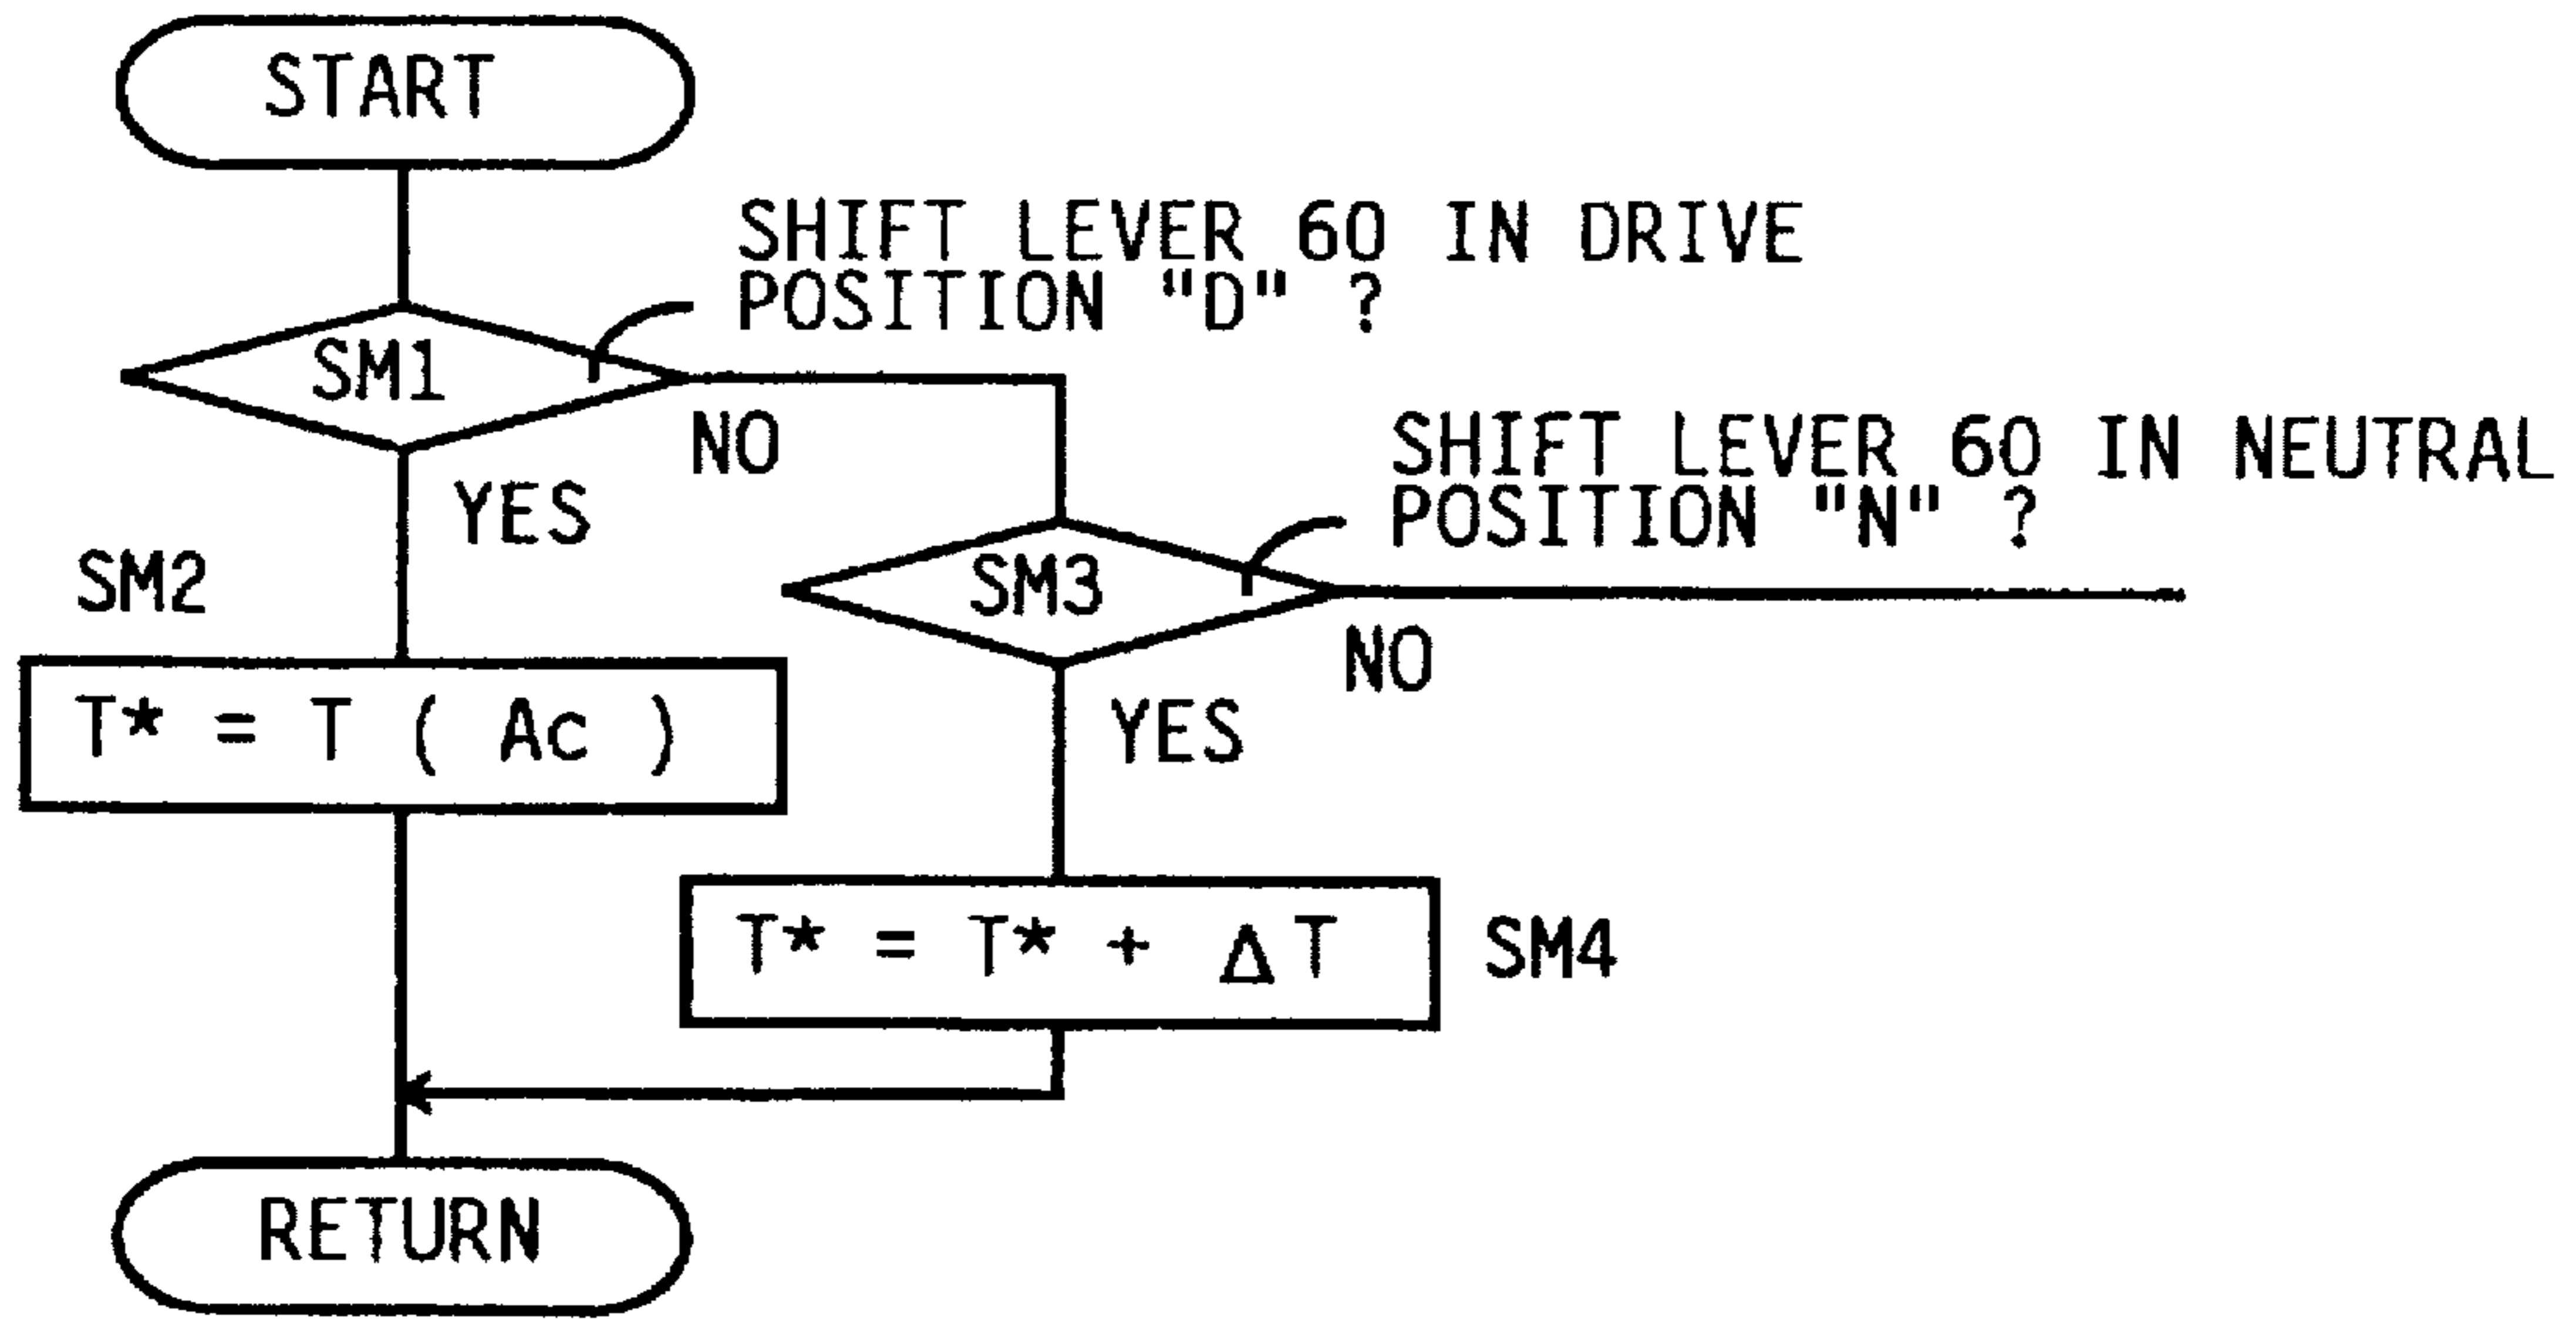 START
SHIFT LEVER 60 IN DRIVE
POSITION "D" ?
SM1
NO
YES
SHIFT LEVER 60 IN NEUTRAL
POSITION "N" ?
SM2
SM3
NO
YES
T* = T ( Ac )
T* = T* + Δ T
SM4
RETURN